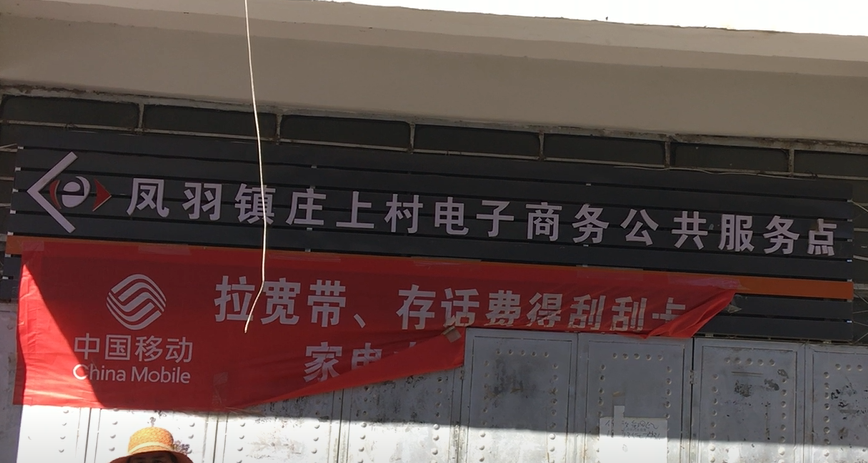 凤羽镇庄上村电子商务公共服务点
中国移动
China Mobile
拉宽带、存话费得刮刮卡
家电